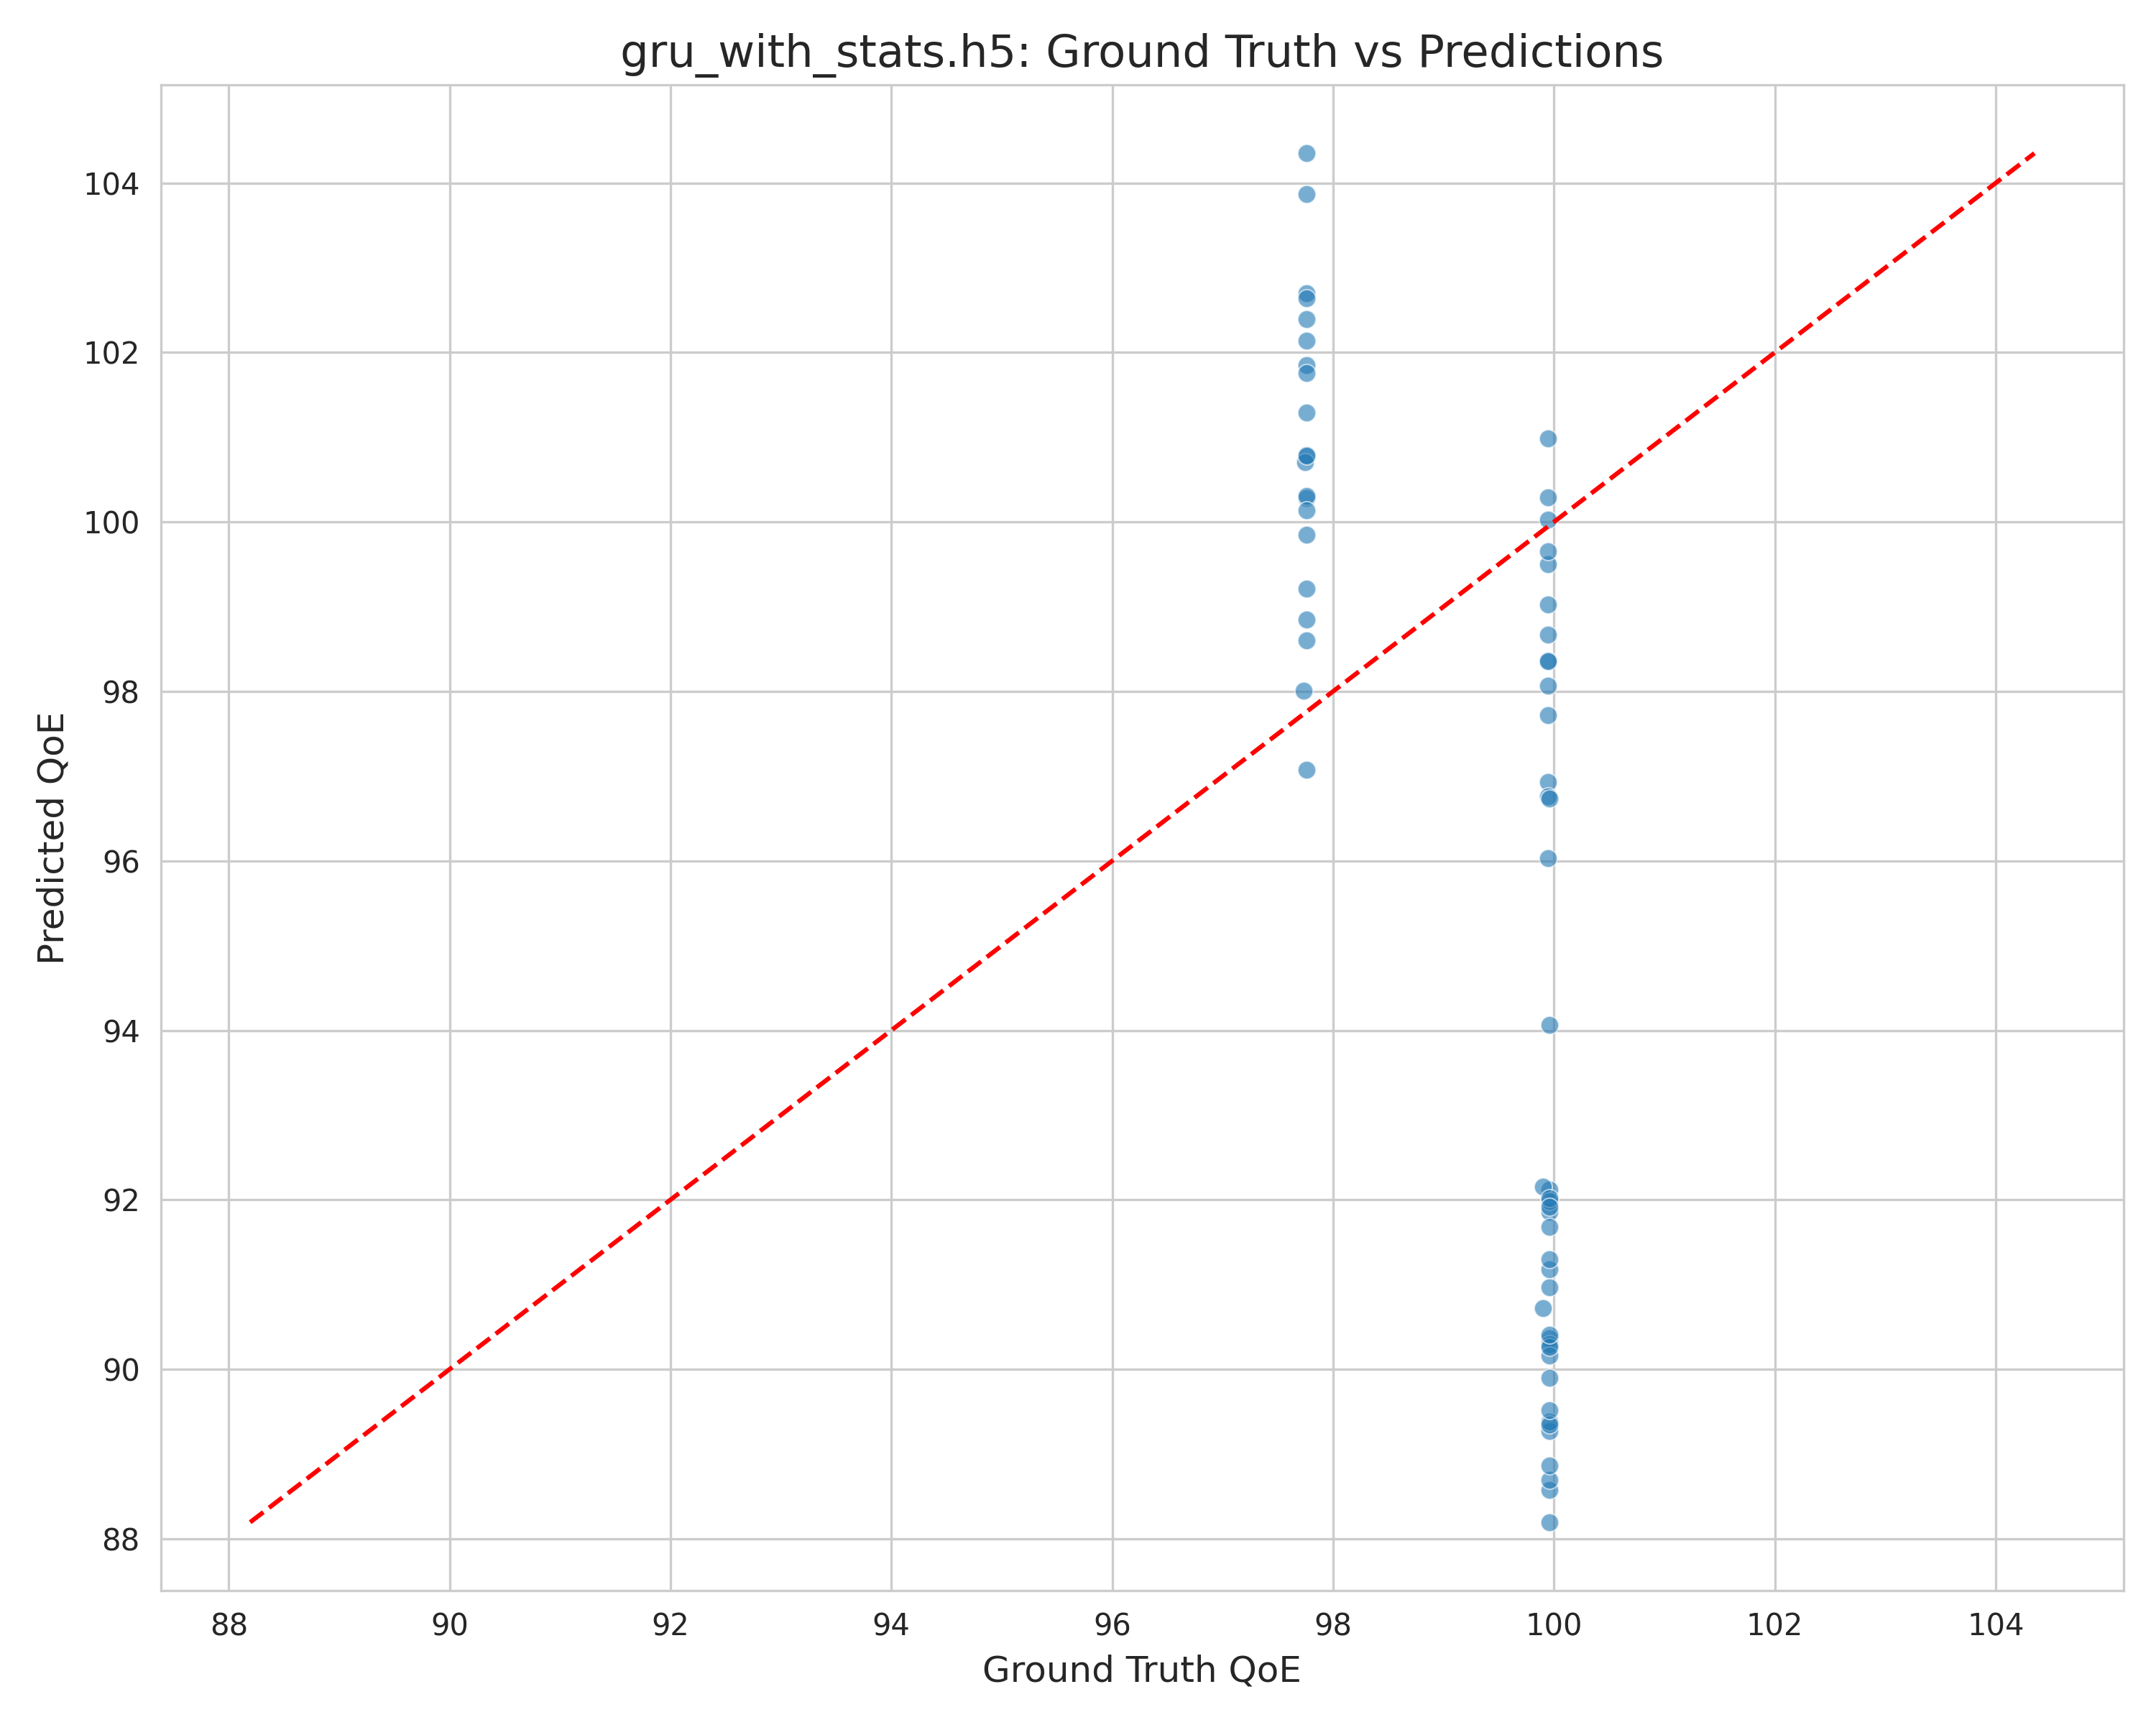 gru_with_stats.h5: Ground Truth vs Predictions
104
102
100
98
96
94
92
90
88
Predicted QoE
88 90 92 94 96 98 100 102 104
Ground Truth QoE